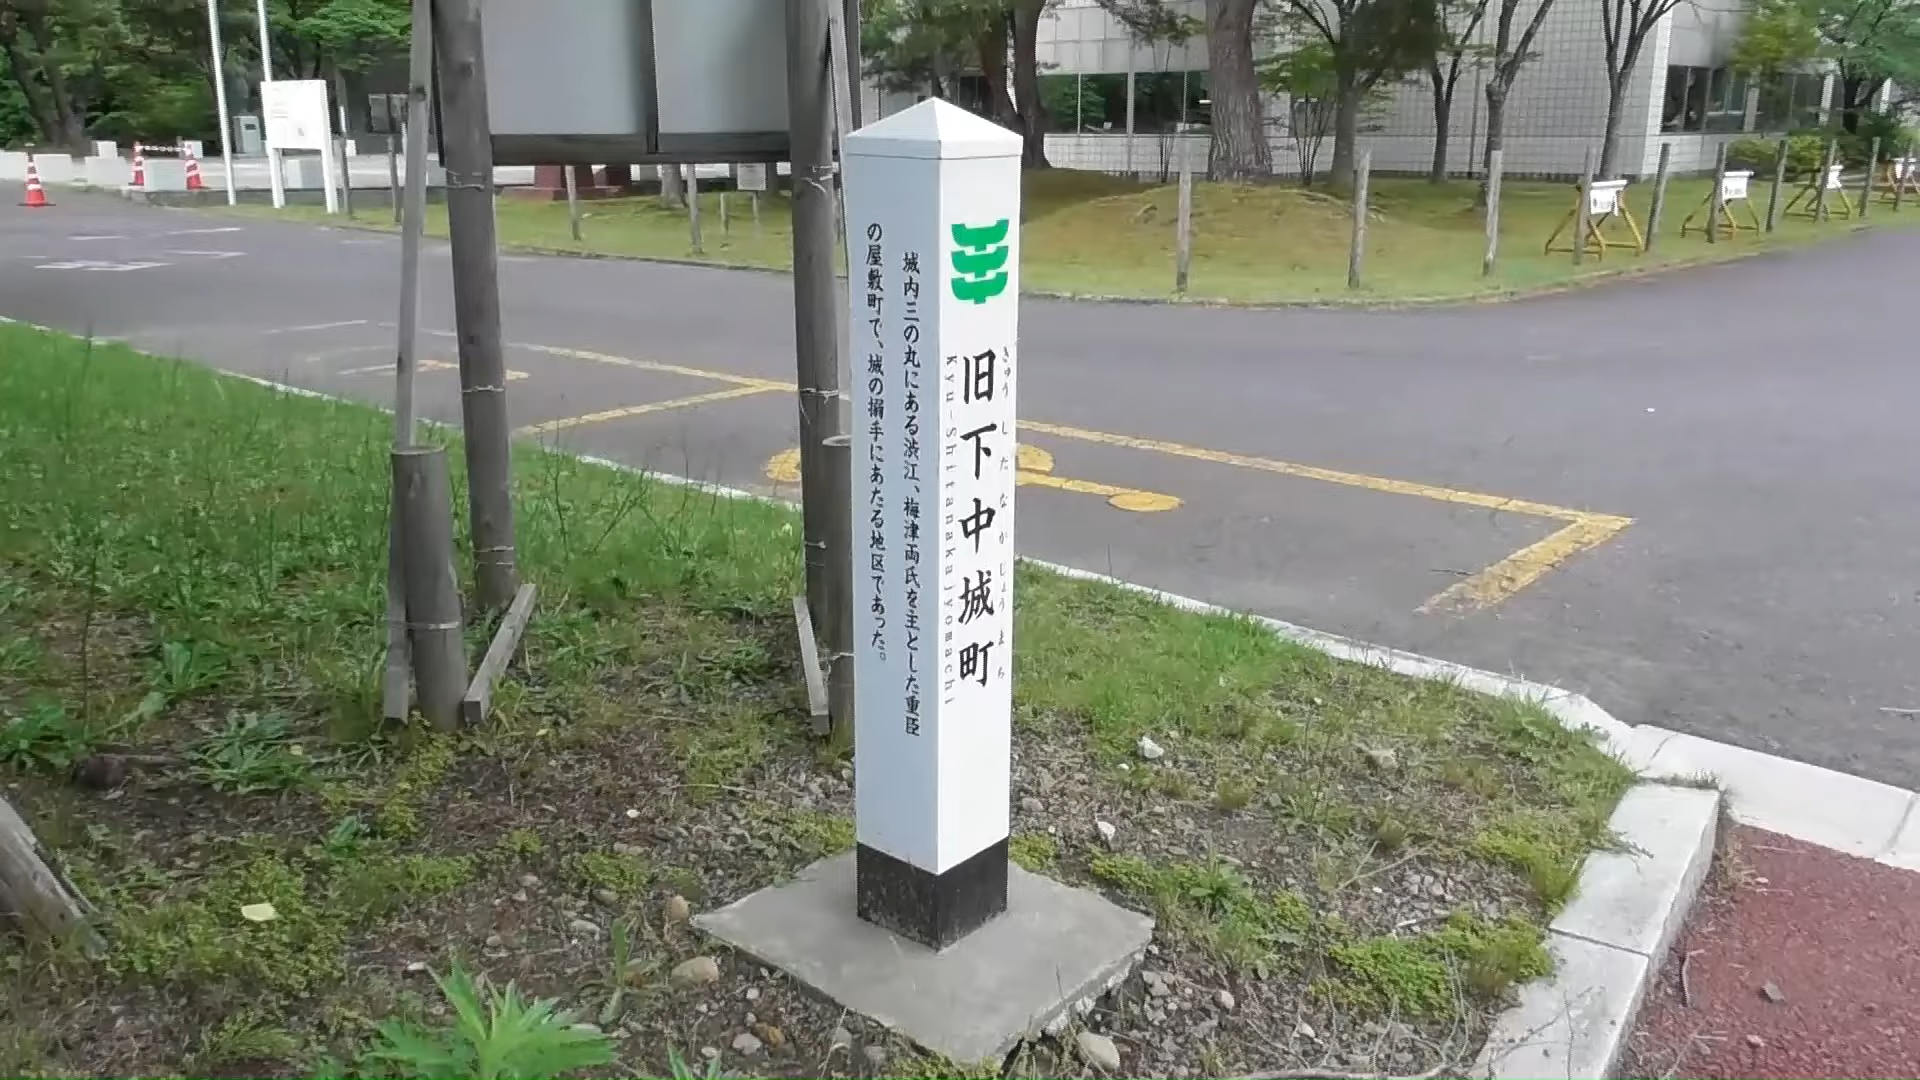 旧下中城町
きゅう した なか じょう まち
Kyu-Shitanakajyomachi
城内三の丸にある渋江、梅津両氏を主とした重臣
の屋敷町で、城の搦手にあたる地区であった。